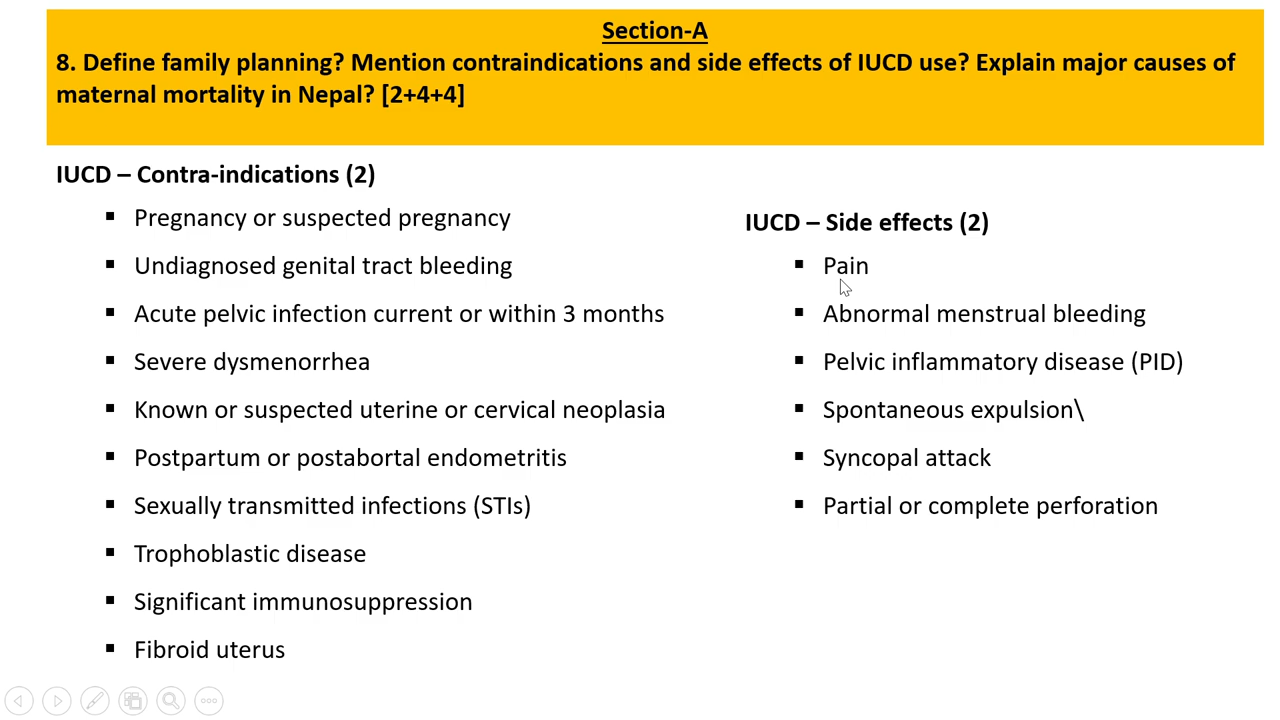 Section-A
8. Define family planning? Mention contraindications and side effects of IUCD use? Explain major causes of
maternal mortality in Nepal? [2+4+4]
IUCD – Contra-indications (2)
▪ Pregnancy or suspected pregnancy
▪ Undiagnosed genital tract bleeding
▪ Acute pelvic infection current or within 3 months
▪ Severe dysmenorrhea
▪ Known or suspected uterine or cervical neoplasia
▪ Postpartum or postabortal endometritis
▪ Sexually transmitted infections (STIs)
▪ Trophoblastic disease
▪ Significant immunosuppression
▪ Fibroid uterus
IUCD – Side effects (2)
▪ Pain
▪ Abnormal menstrual bleeding
▪ Pelvic inflammatory disease (PID)
▪ Spontaneous expulsion\
▪ Syncopal attack
▪ Partial or complete perforation